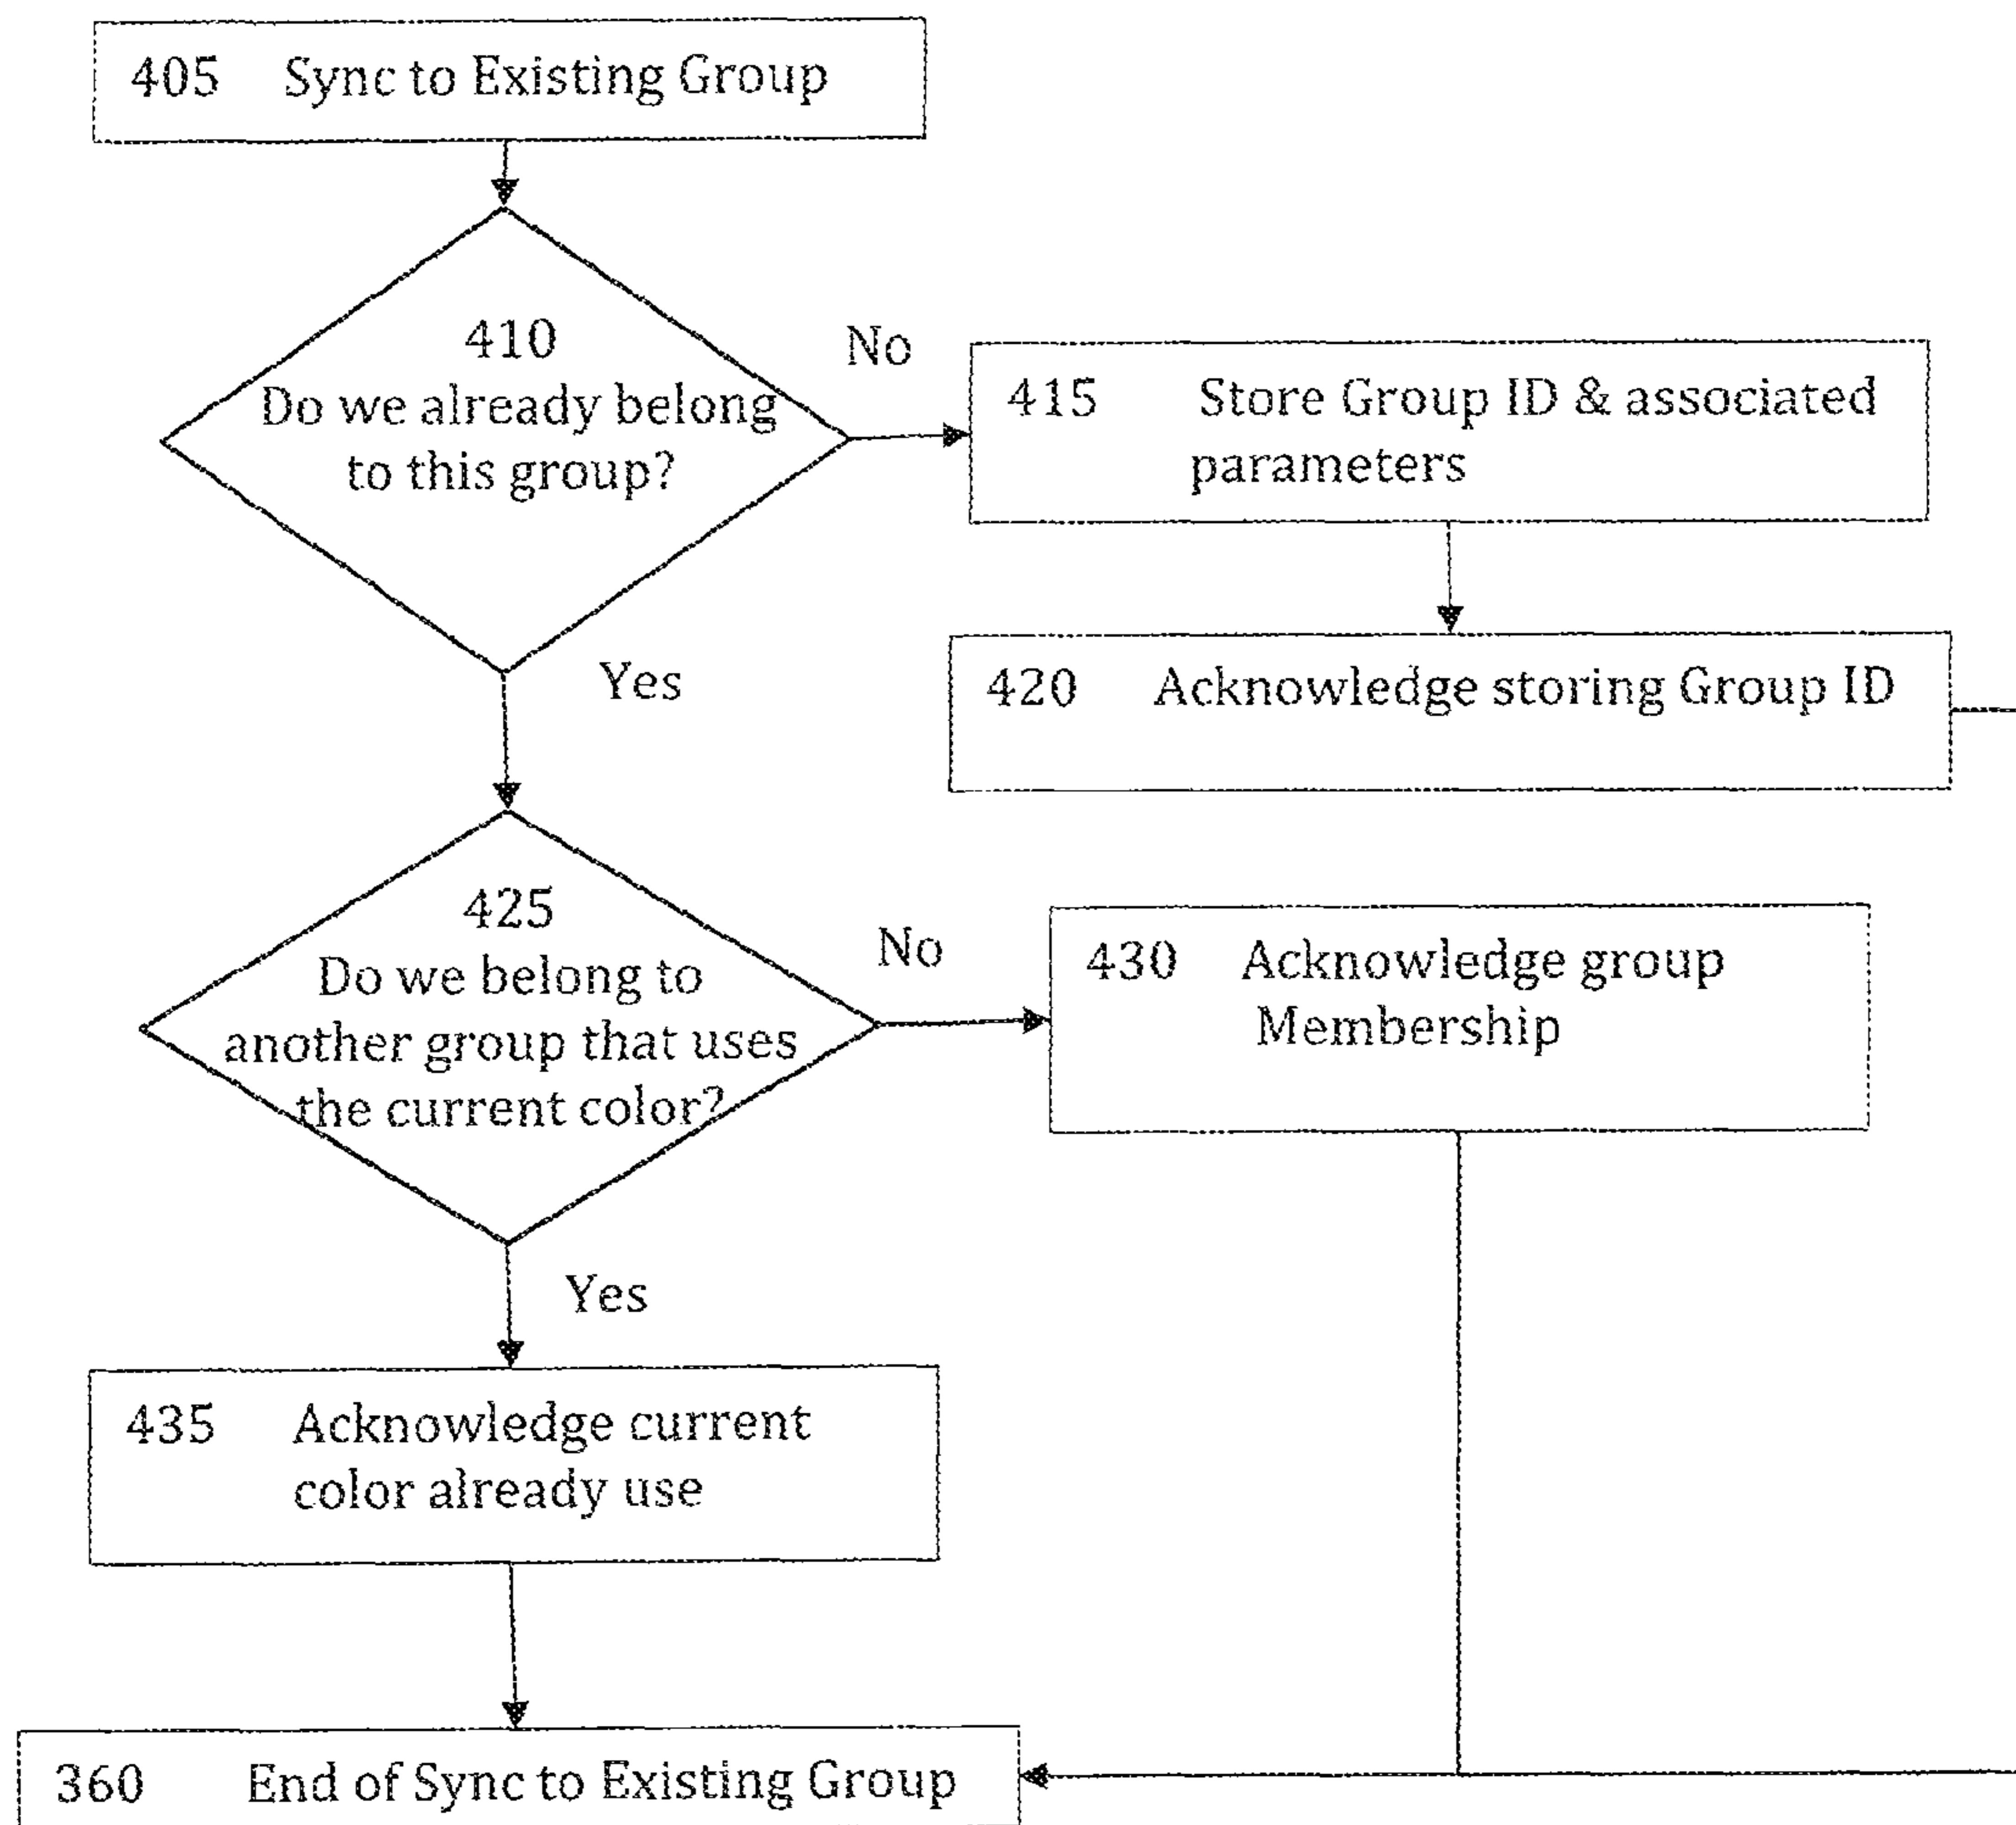 405 Sync to Existing Group
410
Do we already belong
to this group?
No
415 Store Group ID & associated
parameters
Yes
420 Acknowledge storing Group ID
425
Do we belong to
another group that uses
the current color?
No
430 Acknowledge group
Membership
Yes
435 Acknowledge current
color already use
360 End of Sync to Existing Group